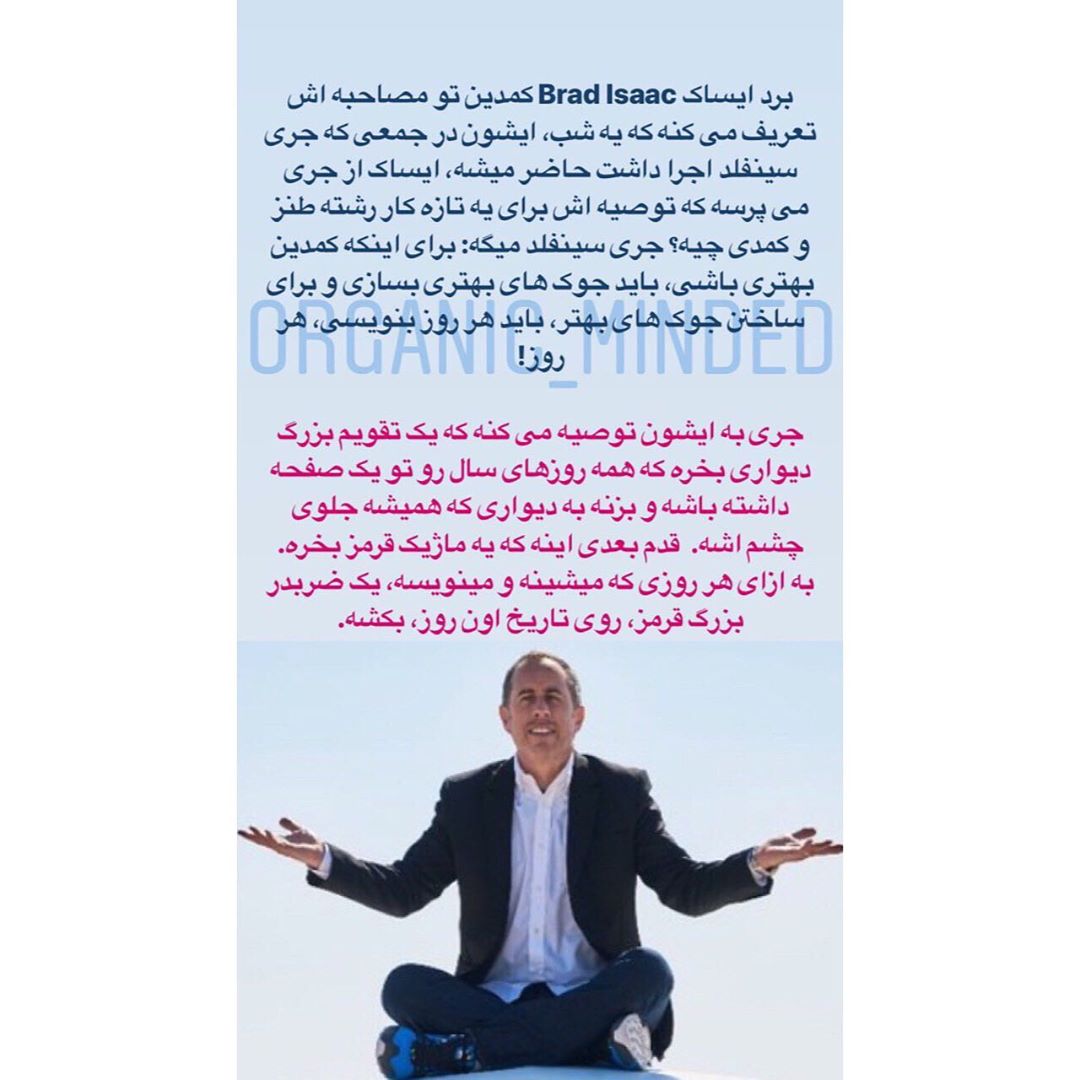 برد ایساک Brad Isaac کمدین تو مصاحبه اش
تعریف می کنه که یه شب، ایشون در جمعی که جری
سینفلد اجرا داشت حاضر میشه، ایساک از جری
می پرسه که توصیه اش برای یه تازه کار رشته طنز
و کمدی چیه؟ جری سینفلد میگه: برای اینکه کمدین
بهتری باشی، باید جوک های بهتری بسازی و برای
ساختن جوک های بهتر، باید هر روز بنویسی، هر
روز!
ORGANIC_MINDED
جری به ایشون توصیه می کنه که یک تقویم بزرگ
دیواری بخره که همه روزهای سال رو تو یک صفحه
داشته باشه و بزنه به دیواری که همیشه جلوی
چشم اشه. قدم بعدی اینه که یه ماژیک قرمز بخره.
به ازای هر روزی که میشینه و مینویسه، یک ضربدر
بزرگ قرمز، روی تاریخ اون روز، بکشه.